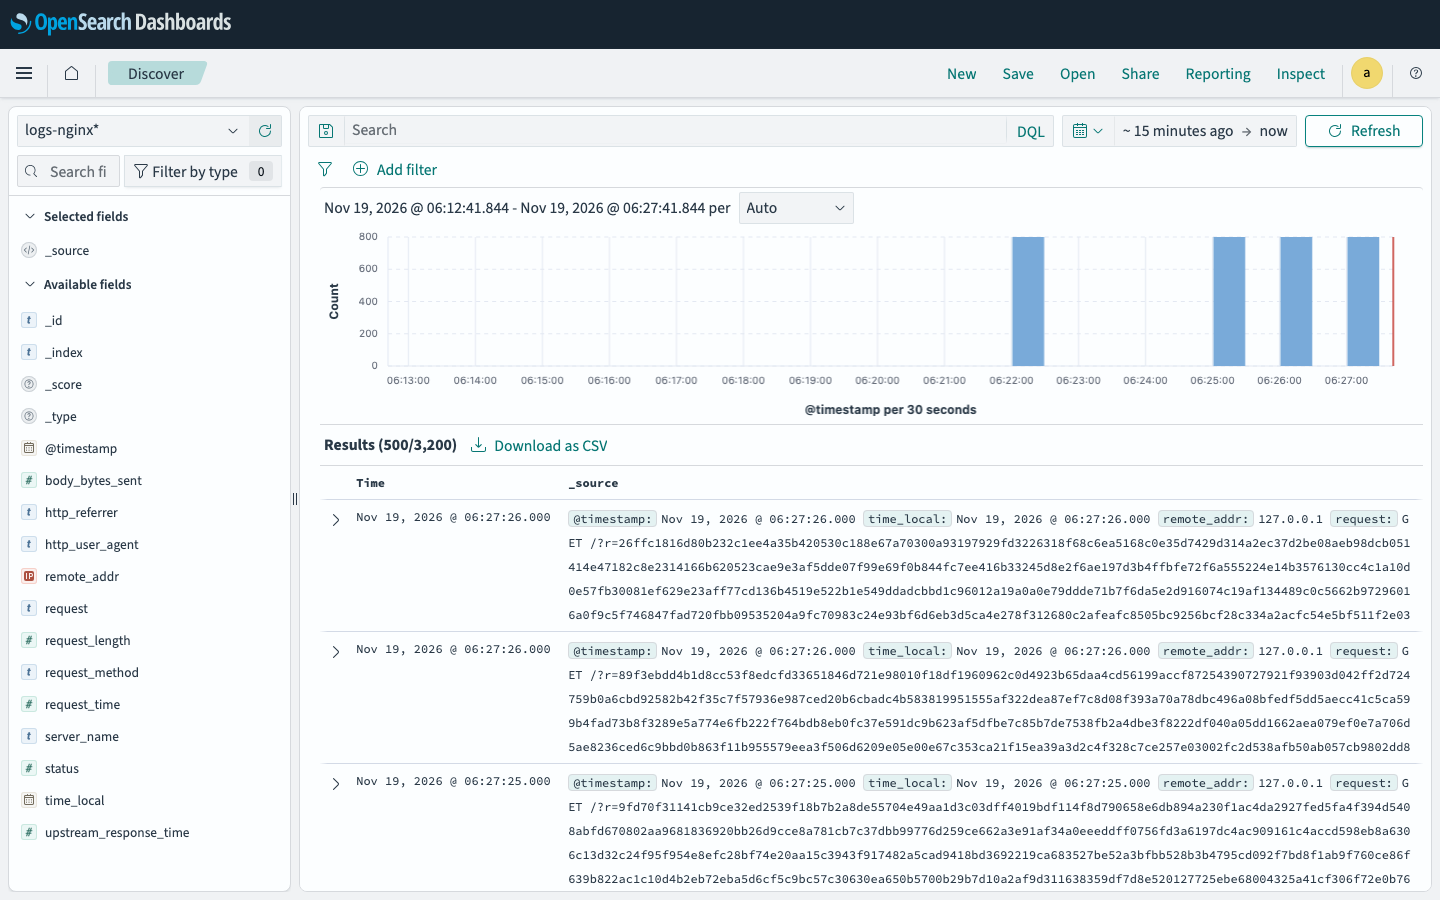 OpenSearch Dashboards
Discover
New
Save
Open
Share
Reporting
Inspect
a
logs-nginx*
Search
DQL
~ 15 minutes ago → now
Refresh
Search fi
Filter by type 0
Add filter
Selected fields
_source
Available fields
_id
_index
_score
_type
@timestamp
body_bytes_sent
http_referrer
http_user_agent
remote_addr
request
request_length
request_method
request_time
server_name
status
time_local
upstream_response_time
Nov 19, 2026 @ 06:12:41.844 - Nov 19, 2026 @ 06:27:41.844 per Auto
Count
800
600
400
200
0
06:13:00 06:14:00 06:15:00 06:16:00 06:17:00 06:18:00 06:19:00 06:20:00 06:21:00 06:22:00 06:23:00 06:24:00 06:25:00 06:26:00 06:27:00
@timestamp per 30 seconds
Results (500/3,200) Download as CSV
Time _source
Nov 19, 2026 @ 06:27:26.000 @timestamp: Nov 19, 2026 @ 06:27:26.000 time_local: Nov 19, 2026 @ 06:27:26.000 remote_addr: 127.0.0.1 request: G
ET /?r=26ffc1816d80b232c1ee4a35b420530c188e67a70300a93197929fd3226318f68c6ea5168c0e35d7429d314a2ec37d2be08aeb98dcb051
414e47182c8e2314166b620523cae9e3af5dde07f99e69f0b844fc7ee416b33245d8e2f6ae197d3b4ffbfe72f6a555224e14b3576130cc4c1a10d
0e57fb30081ef629e23aff77cd136b4519e522b1e549ddadcbbd1c96012a19a0a0e79ddde71b7f6da5e2d916074c19af134489c0c5662b9729601
6a0f9c5f746847fad720fbb09535204a9fc70983c24e93bf6d6eb3d5ca4e278f312680c2afeafc8505bc9256bcf28c334a2acfc54e5bf511f2e03
Nov 19, 2026 @ 06:27:26.000 @timestamp: Nov 19, 2026 @ 06:27:26.000 time_local: Nov 19, 2026 @ 06:27:26.000 remote_addr: 127.0.0.1 request: G
ET /?r=89f3ebdd4b1d8cc53f8edcfd33651846d721e98010f18df1960962c0d4923b65daa4cd56199accf87254390727921f93903d042ff2d724
759b0a6cbd92582b42f35c7f57936e987ced20b6cbadc4b583819951555af322dea87ef7c8d08f393a70a78dbc496a08bfedf5dd5aecc41c5ca59
9b4fad73b8f3289e5a774e6fb222f764bdb8eb0fc37e591dc9b623af5dfbe7c85b7de7538fb2a4dbe3f8222df040a05dd1662aea079ef0e7a706d
5ae8236ced6c9bbd0b863f11b955579eea3f506d6209e05e00e67c353ca21f15ea39a3d2c4f328c7ce257e03002fc2d538afb50ab057cb9802dd8
Nov 19, 2026 @ 06:27:25.000 @timestamp: Nov 19, 2026 @ 06:27:25.000 time_local: Nov 19, 2026 @ 06:27:25.000 remote_addr: 127.0.0.1 request: G
ET /?r=9fd70f31141cb9ce32ed2539f18b7b2a8de55704e49aa1d3c03dff4019bdf114f8d790658e6db894a230f1ac4da2927fed5fa4f394d540
8abfd670802aa9681836920bb26d9cce8a781cb7c37dbb99776d259ce662a3e91af34a0eeeddff0756fd3a6197dc4ac909161c4accd598eb8a630
6c13d32c24f95f954e8efc28bf74e20aa15c3943f917482a5cad9418bd3692219ca683527be52a3bfbb528b3b4795cd092f7bd8f1ab9f760ce86f
639b822ac1c10d4b2eb72eba5d6cf5c9bc57c30630ea650b5700b29b7d10a2af9d311638359df7d8e520127725ebe68004325a41cf306f72e0b76